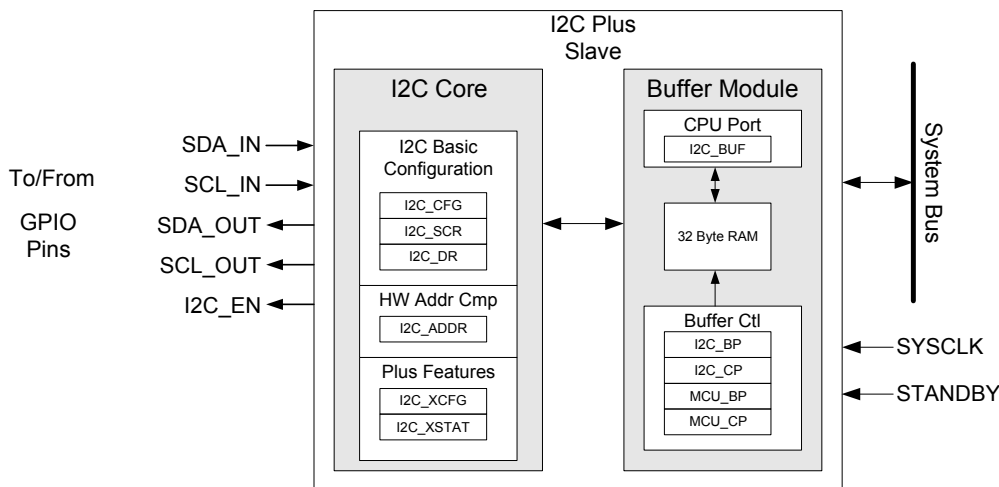 I2C Plus
Slave
To/From
GPIO
Pins
SDA_IN
SCL_IN
SDA_OUT
SCL_OUT
I2C_EN
I2C Core
I2C Basic
Configuration
I2C_CFG
I2C_SCR
I2C_DR
HW Addr Cmp
I2C_ADDR
Plus Features
I2C_XCFG
I2C_XSTAT
Buffer Module
CPU Port
I2C_BUF
32 Byte RAM
Buffer Ctl
I2C_BP
I2C_CP
MCU_BP
MCU_CP
System Bus
SYSCLK
STANDBY